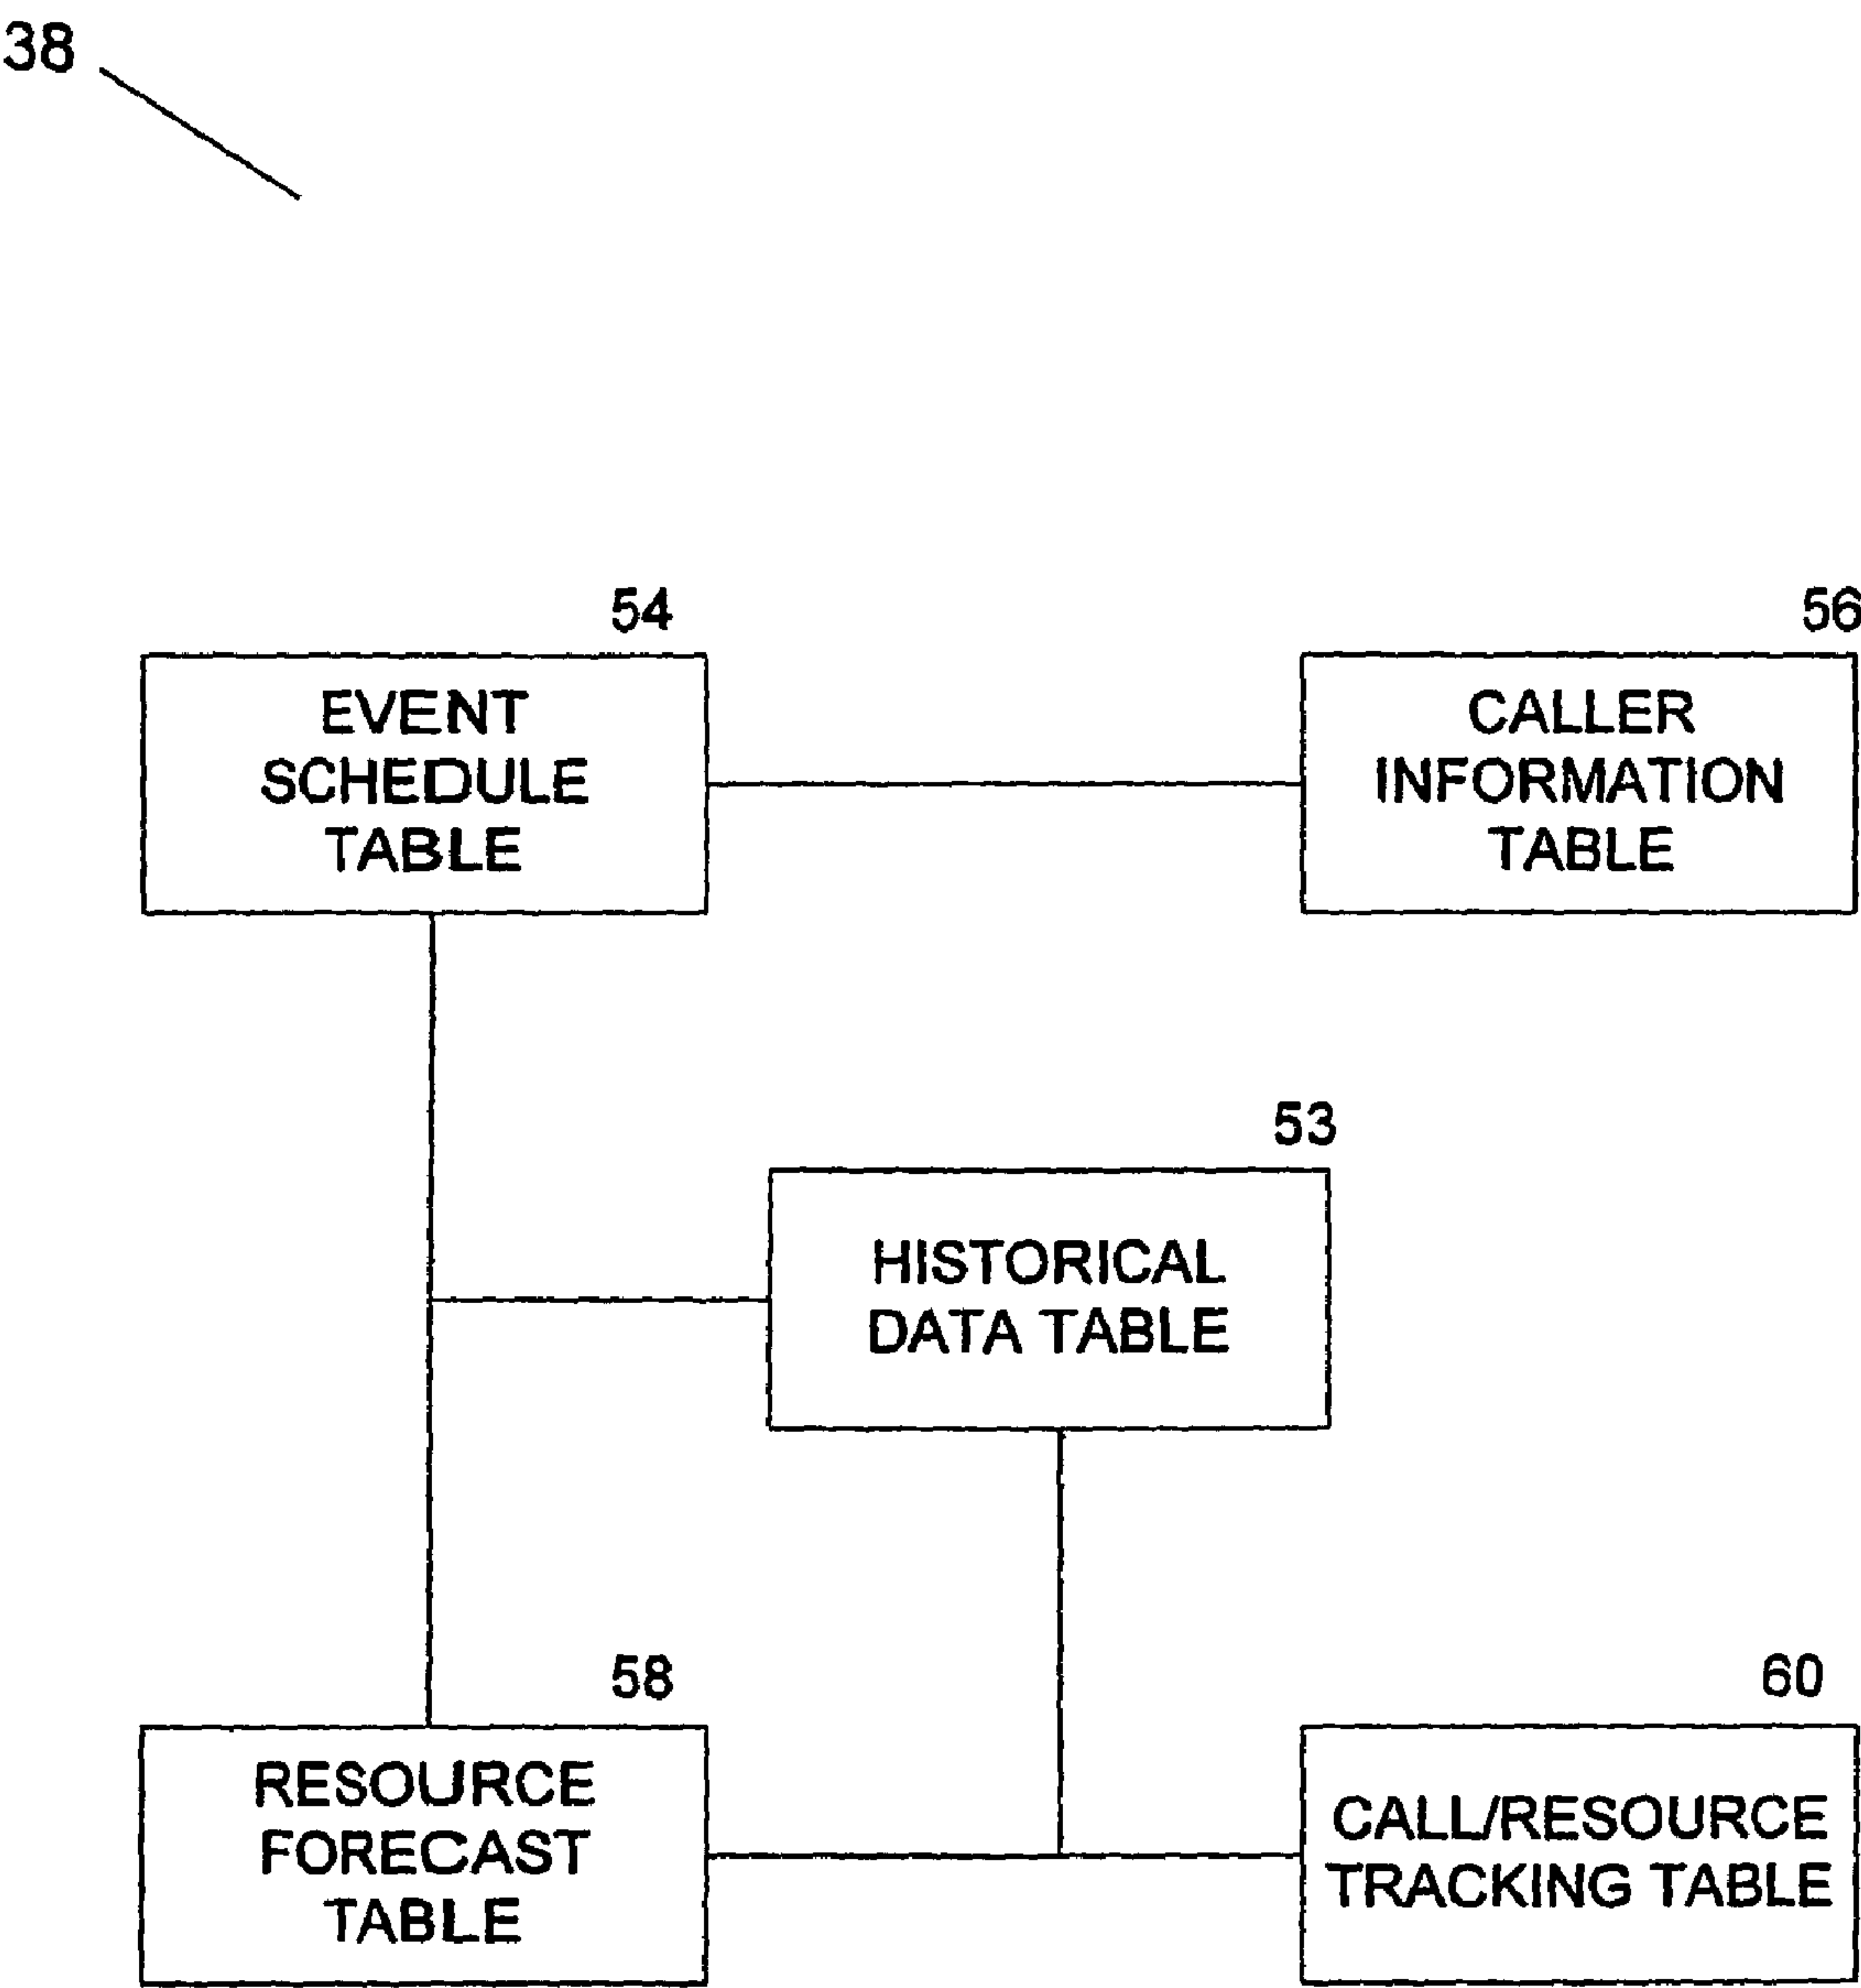 38
54
EVENT
SCHEDULE
TABLE
56
CALLER
INFORMATION
TABLE
53
HISTORICAL
DATA TABLE
58
RESOURCE
FORECAST
TABLE
60
CALL/RESOURCE
TRACKING TABLE